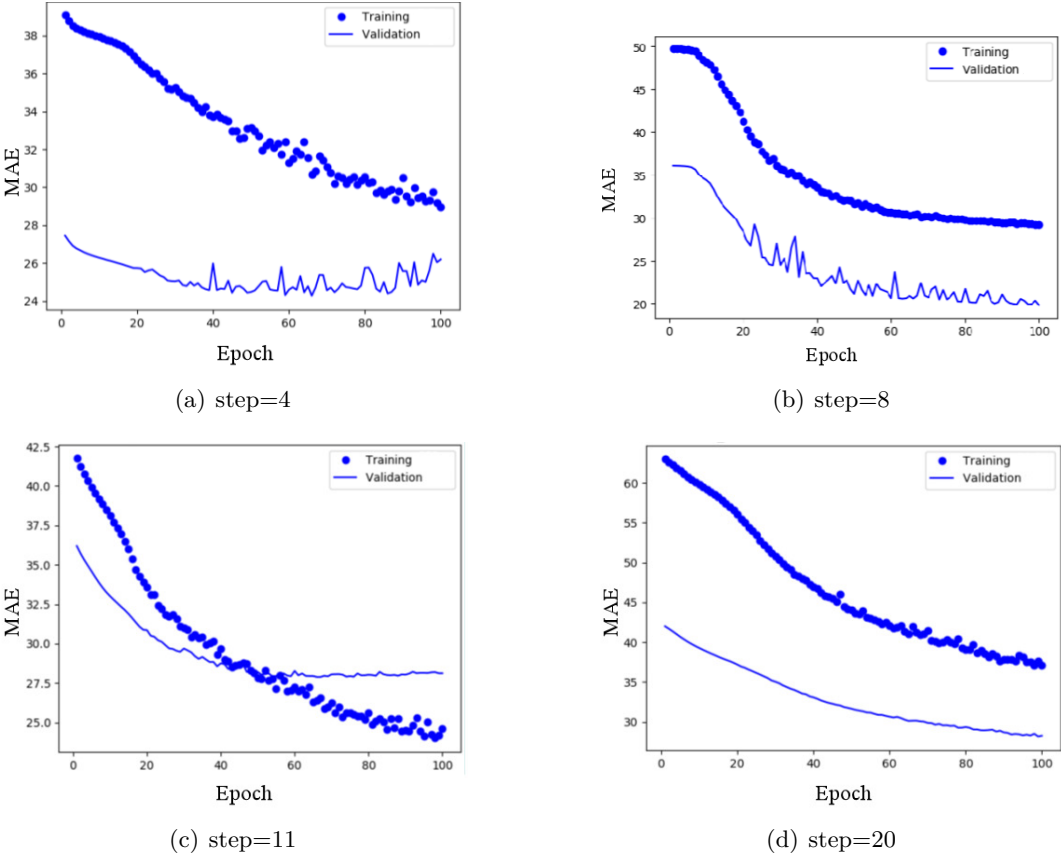 38
36
34
32
30
28
26
24
MAE
0 20 40 60 80 100
Epoch
Training
Validation
(a) step=4
50
45
40
35
30
25
20
MAE
0 20 40 60 80 100
Epoch
Training
Validation
(b) step=8
42.5
40.0
37.5
35.0
32.5
30.0
27.5
25.0
MAE
0 20 40 60 80 100
Epoch
Training
Validation
(c) step=11
60
55
50
45
40
35
30
MAE
0 20 40 60 80 100
Epoch
Training
Validation
(d) step=20